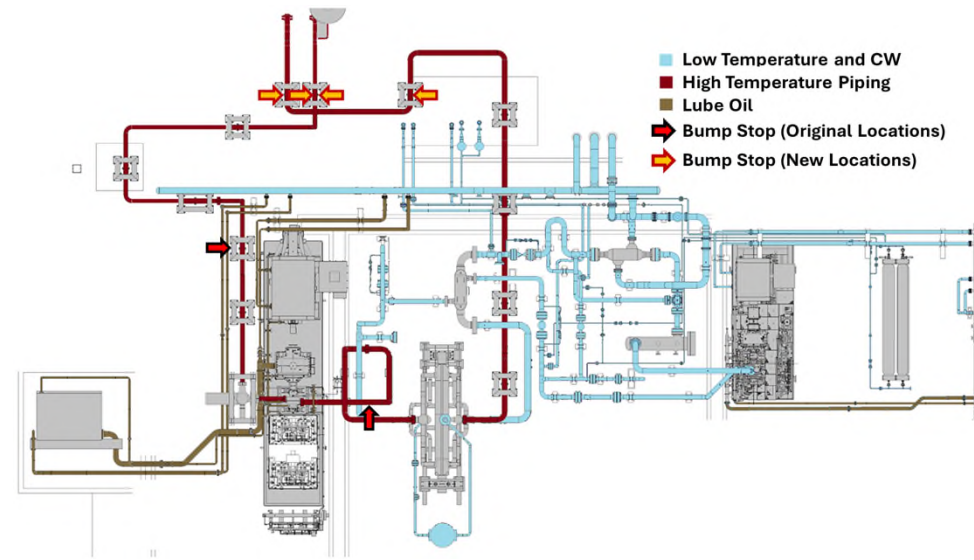 Low Temperature and CW
High Temperature Piping
Lube Oil
Bump Stop (Original Locations)
Bump Stop (New Locations)